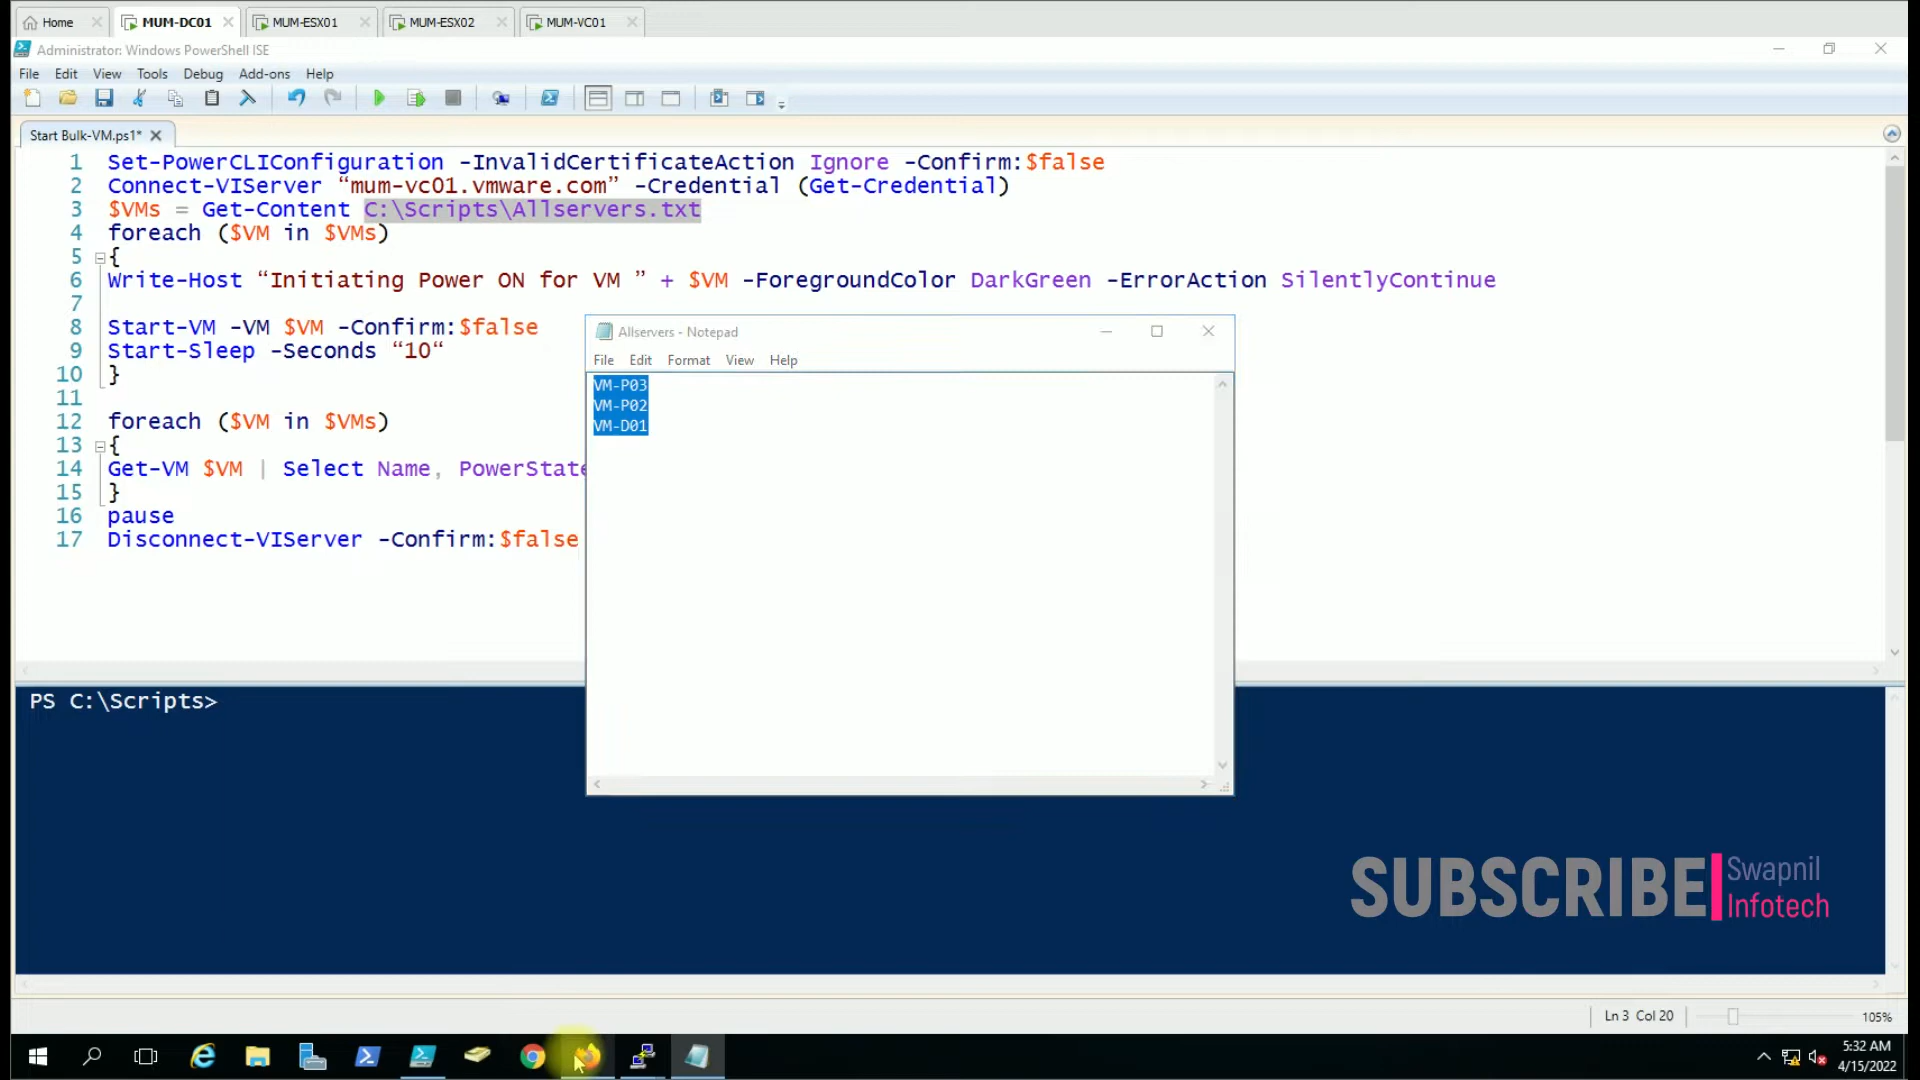 Home MUM-DC01 MUM-ESX01 MUM-ESX02 MUM-VC01
Administrator: Windows PowerShell ISE
File Edit View Tools Debug Add-ons Help
Start Bulk-VM.ps1*
1 Set-PowerCLIConfiguration -InvalidCertificateAction Ignore -Confirm:$false
2 Connect-VIServer “mum-vc01.vmware.com” -Credential (Get-Credential)
3 $VMs = Get-Content C:\Scripts\Allservers.txt
4 foreach ($VM in $VMs)
5 {
6 Write-Host “Initiating Power ON for VM ” + $VM -ForegroundColor DarkGreen -ErrorAction SilentlyContinue
7
8 Start-VM -VM $VM -Confirm:$false
9 Start-Sleep -Seconds “10“
10 }
11
12 foreach ($VM in $VMs)
13 {
14 Get-VM $VM | Select Name, PowerState
15 }
16 pause
17 Disconnect-VIServer -Confirm:$false
Allservers - Notepad
File Edit Format View Help
VM-P03
VM-P02
VM-D01
PS C:\Scripts>
SUBSCRIBE
Swapnil
Infotech
Ln 3 Col 20 105%
5:32 AM
4/15/2022